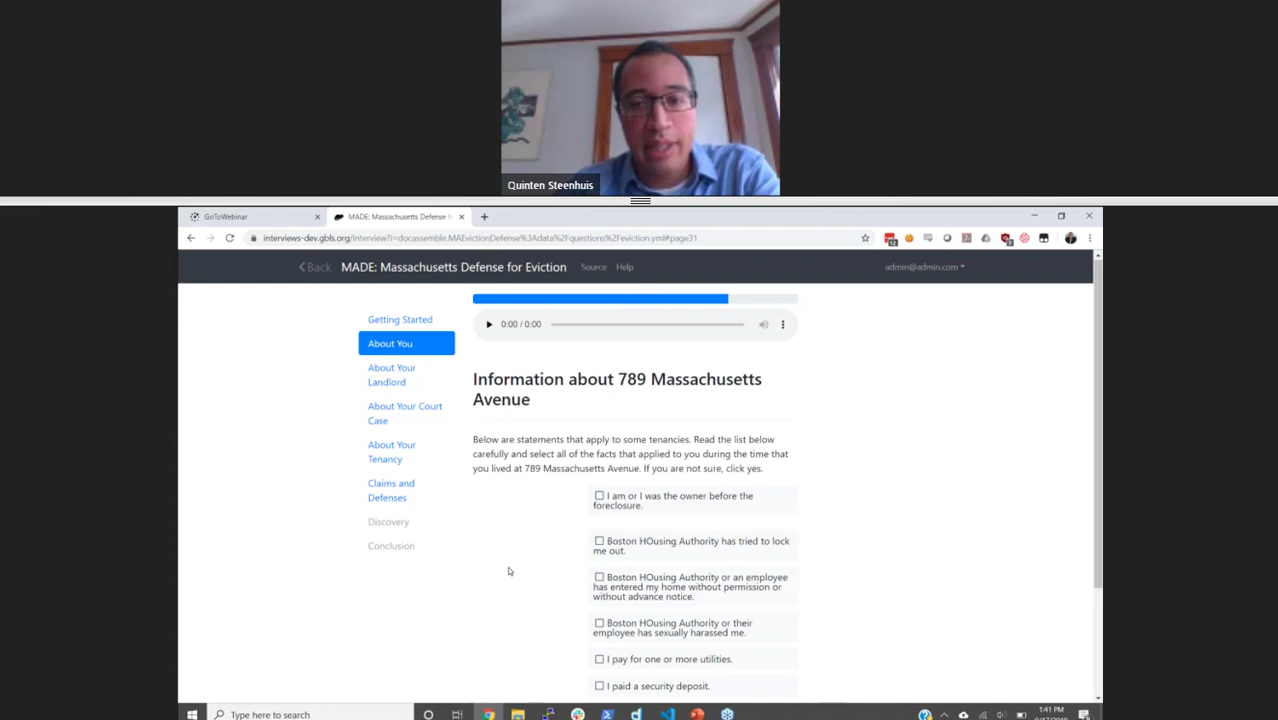 Quinten Steenhuis
GoToWebinar
MADE: Massachusetts Defense f
interviews-dev.gbls.org/interview?i=docassemble.MAEvictionDefense%3Adata%2Fquestions%2Feviction.yml#page31
Back MADE: Massachusetts Defense for Eviction Source Help admin@admin.com
Getting Started
About You
About Your
Landlord
About Your Court
Case
About Your
Tenancy
Claims and
Defenses
Discovery
Conclusion
0:00 / 0:00
Information about 789 Massachusetts
Avenue
Below are statements that apply to some tenancies. Read the list below
carefully and select all of the facts that applied to you during the time that
you lived at 789 Massachusetts Avenue. If you are not sure, click yes.
I am or I was the owner before the
foreclosure.
Boston HOusing Authority has tried to lock
me out.
Boston HOusing Authority or an employee
has entered my home without permission or
without advance notice.
Boston HOusing Authority or their
employee has sexually harassed me.
I pay for one or more utilities.
I paid a security deposit.
Type here to search
1:41 PM